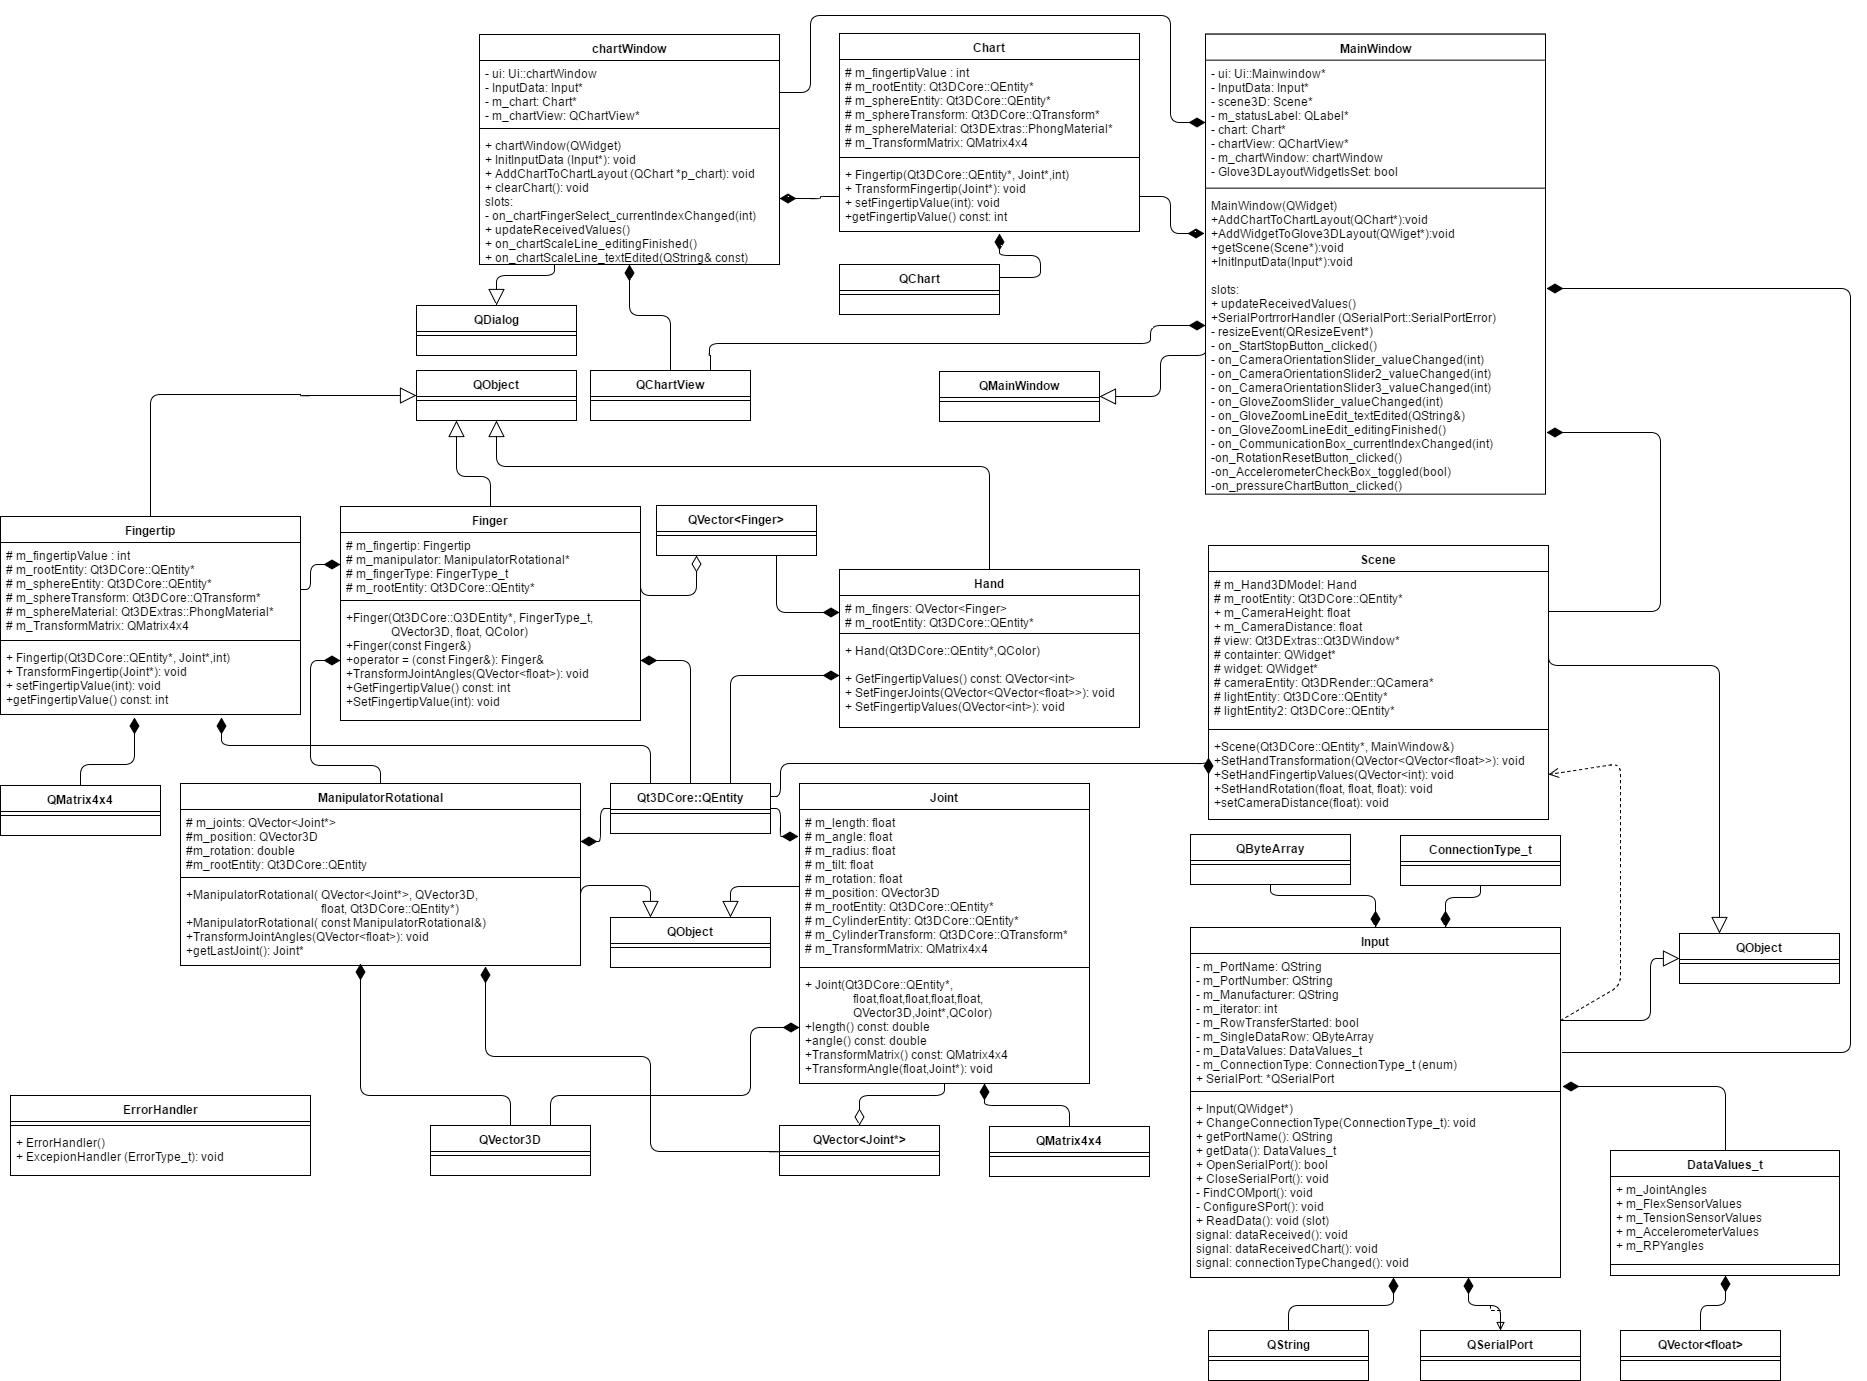 chartWindow
- ui: Ui::chartWindow
- InputData: Input*
- m_chart: Chart*
- m_chartView: QChartView*
+ chartWindow(QWidget)
+ InitInputData (Input*): void
+ AddChartToChartLayout (QChart *p_chart): void
+ clearChart(): void
slots:
- on_chartFingerSelect_currentIndexChanged(int)
+ updateReceivedValues()
+ on_chartScaleLine_editingFinished()
+ on_chartScaleLine_textEdited(QString& const)
Chart
# m_fingertipValue : int
# m_rootEntity: Qt3DCore::QEntity*
# m_sphereEntity: Qt3DCore::QEntity*
# m_sphereTransform: Qt3DCore::QTransform*
# m_sphereMaterial: Qt3DExtras::PhongMaterial*
# m_TransformMatrix: QMatrix4x4
+ Fingertip(Qt3DCore::QEntity*, Joint*,int)
+ TransformFingertip(Joint*): void
+ setFingertipValue(int): void
+getFingertipValue() const: int
MainWindow
- ui: Ui::Mainwindow*
- InputData: Input*
- scene3D: Scene*
- m_statusLabel: QLabel*
- chart: Chart*
- chartView: QChartView*
- m_chartWindow: chartWindow
- Glove3DLayoutWidgetIsSet: bool
MainWindow(QWidget)
+AddChartToChartLayout(QChart*):void
+AddWidgetToGlove3DLayout(QWiget*):void
+getScene(Scene*):void
+InitInputData(Input*):void
slots:
+ updateReceivedValues()
+SerialPortrrorHandler (QSerialPort::SerialPortError)
- resizeEvent(QResizeEvent*)
- on_StartStopButton_clicked()
- on_CameraOrientationSlider_valueChanged(int)
- on_CameraOrientationSlider2_valueChanged(int)
- on_CameraOrientationSlider3_valueChanged(int)
- on_GloveZoomSlider_valueChanged(int)
- on_GloveZoomLineEdit_textEdited(QString&)
- on_GloveZoomLineEdit_editingFinished()
- on_CommunicationBox_currentIndexChanged(int)
-on_RotationResetButton_clicked()
-on_AccelerometerCheckBox_toggled(bool)
-on_pressureChartButton_clicked()
QChart
QDialog
QObject
QChartView
QMainWindow
Fingertip
# m_fingertipValue : int
# m_rootEntity: Qt3DCore::QEntity*
# m_sphereEntity: Qt3DCore::QEntity*
# m_sphereTransform: Qt3DCore::QTransform*
# m_sphereMaterial: Qt3DExtras::PhongMaterial*
# m_TransformMatrix: QMatrix4x4
+ Fingertip(Qt3DCore::QEntity*, Joint*,int)
+ TransformFingertip(Joint*): void
+ setFingertipValue(int): void
+getFingertipValue() const: int
Finger
# m_fingertip: Fingertip
# m_manipulator: ManipulatorRotational*
# m_fingerType: FingerType_t
# m_rootEntity: Qt3DCore::QEntity*
+Finger(Qt3DCore::Q3DEntity*, FingerType_t,
QVector3D, float, QColor)
+Finger(const Finger&)
+operator = (const Finger&): Finger&
+TransformJointAngles(QVector<float>): void
+GetFingertipValue() const: int
+SetFingertipValue(int): void
QVector<Finger>
Hand
# m_fingers: QVector<Finger>
# m_rootEntity: Qt3DCore::QEntity*
+ Hand(Qt3DCore::QEntity*,QColor)
+ GetFingertipValues() const: QVector<int>
+ SetFingerJoints(QVector<QVector<float>>): void
+ SetFingertipValues(QVector<int>): void
Scene
# m_Hand3DModel: Hand
# m_rootEntity: Qt3DCore::QEntity*
+ m_CameraHeight: float
+ m_CameraDistance: float
# view: Qt3DExtras::Qt3DWindow*
# containter: QWidget*
# widget: QWidget*
# cameraEntity: Qt3DRender::QCamera*
# lightEntity: Qt3DCore::QEntity*
# lightEntity2: Qt3DCore::QEntity*
+Scene(Qt3DCore::QEntity*, MainWindow&)
+SetHandTransformation(QVector<QVector<float>>): void
+SetHandFingertipValues(QVector<int): void
+SetHandRotation(float, float, float): void
+setCameraDistance(float): void
QMatrix4x4
ManipulatorRotational
# m_joints: QVector<Joint*>
#m_position: QVector3D
#m_rotation: double
#m_rootEntity: Qt3DCore::QEntity
+ManipulatorRotational( QVector<Joint*>, QVector3D,
float, Qt3DCore::QEntity*)
+ManipulatorRotational( const ManipulatorRotational&)
+TransformJointAngles(QVector<float>): void
+getLastJoint(): Joint*
Qt3DCore::QEntity
QObject
Joint
# m_length: float
# m_angle: float
# m_radius: float
# m_tilt: float
# m_rotation: float
# m_position: QVector3D
# m_rootEntity: Qt3DCore::QEntity*
# m_CylinderEntity: Qt3DCore::QEntity*
# m_CylinderTransform: Qt3DCore::QTransform*
# m_TransformMatrix: QMatrix4x4
+ Joint(Qt3DCore::QEntity*,
float,float,float,float,float,
QVector3D,Joint*,QColor)
+length() const: double
+angle() const: double
+TransformMatrix() const: QMatrix4x4
+TransformAngle(float,Joint*): void
QByteArray
ConnectionType_t
Input
- m_PortName: QString
- m_PortNumber: QString
- m_Manufacturer: QString
- m_iterator: int
- m_RowTransferStarted: bool
- m_SingleDataRow: QByteArray
- m_DataValues: DataValues_t
- m_ConnectionType: ConnectionType_t (enum)
+ SerialPort: *QSerialPort
+ Input(QWidget*)
+ ChangeConnectionType(ConnectionType_t): void
+ getPortName(): QString
+ getData(): DataValues_t
+ OpenSerialPort(): bool
+ CloseSerialPort(): void
- FindCOMport(): void
- ConfigureSPort(): void
+ ReadData(): void (slot)
signal: dataReceived(): void
signal: dataReceivedChart(): void
signal: connectionTypeChanged(): void
QObject
ErrorHandler
+ ErrorHandler()
+ ExcepionHandler (ErrorType_t): void
QVector3D
QVector<Joint*>
QMatrix4x4
DataValues_t
+ m_JointAngles
+ m_FlexSensorValues
+ m_TensionSensorValues
+ m_AccelerometerValues
+ m_RPYangles
QString
QSerialPort
QVector<float>